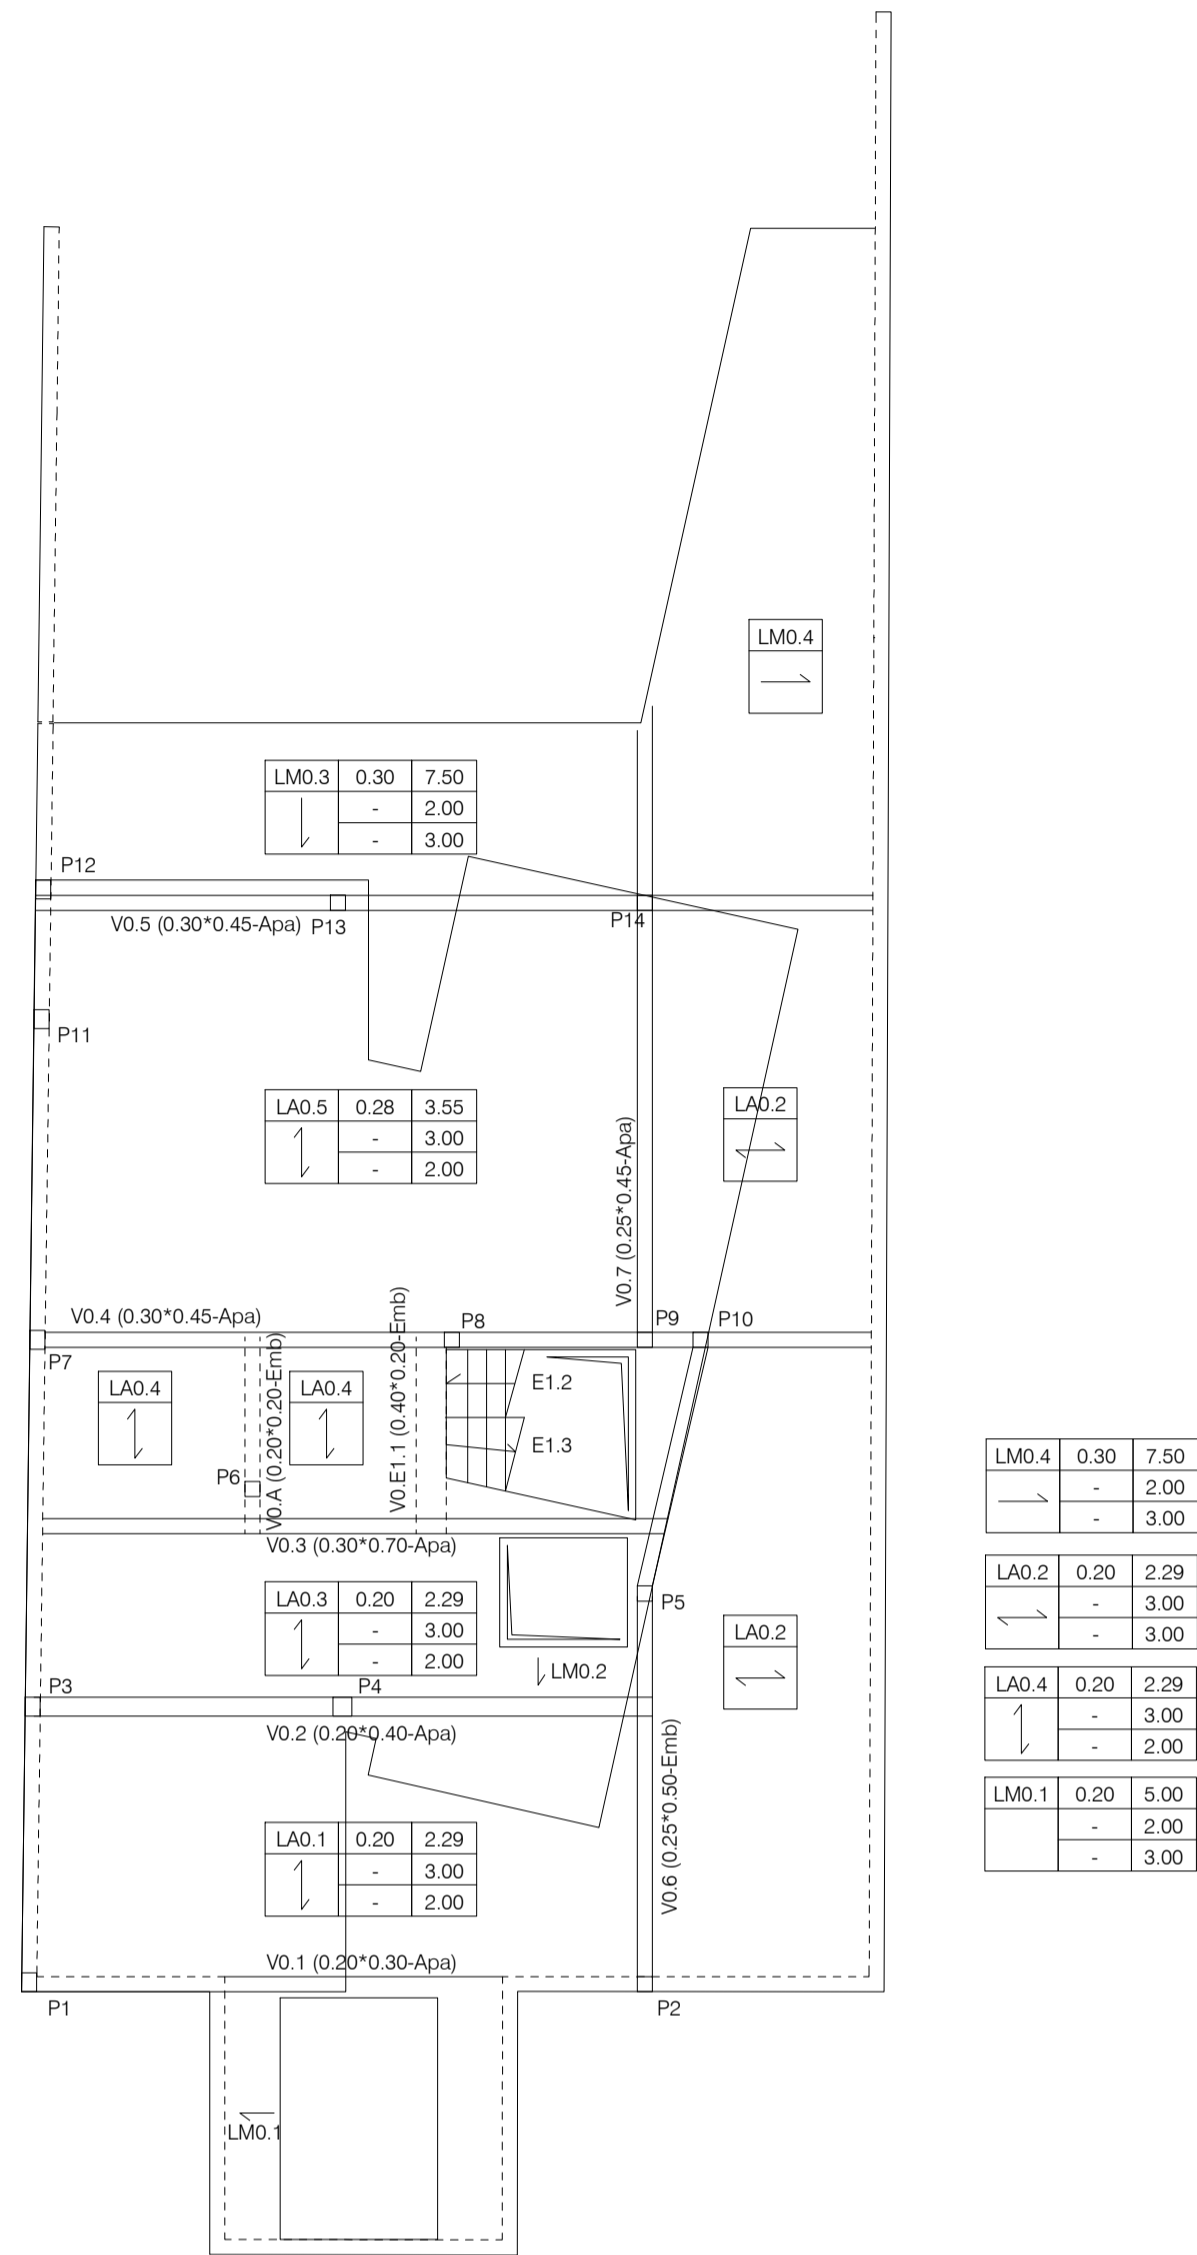 LM0.4
LM0.3 0.30 7.50
- 2.00
- 3.00
P12
V0.5 (0.30*0.45-Apa)
P13
P14
P11
LA0.5 0.28 3.55
- 3.00
- 2.00
LA0.2
V0.7 (0.25*0.45-Apa)
V0.4 (0.30*0.45-Apa)
P8
P9
P10
P7
LA0.4
LA0.4
V0.A (0.20*0.20-Emb)
V0.E1.1 (0.40*0.20-Emb)
E1.2
E1.3
P6
V0.3 (0.30*0.70-Apa)
LA0.3 0.20 2.29
- 3.00
- 2.00
P5
LM0.2
LA0.2
P3
P4
V0.2 (0.20*0.40-Apa)
V0.6 (0.25*0.50-Emb)
LA0.1 0.20 2.29
- 3.00
- 2.00
V0.1 (0.20*0.30-Apa)
P1
P2
LM0.1
LM0.4 0.30 7.50
- 2.00
- 3.00
LA0.2 0.20 2.29
- 3.00
- 3.00
LA0.4 0.20 2.29
- 3.00
- 2.00
LM0.1 0.20 5.00
- 2.00
- 3.00